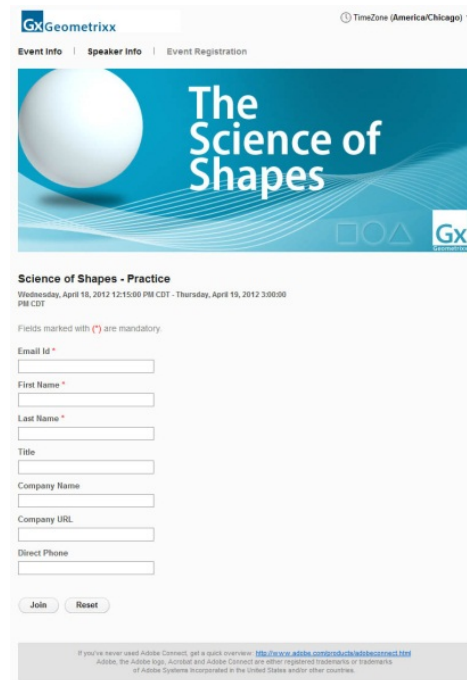 Gx Geometrixx
TimeZone (America/Chicago)
Event Info | Speaker Info | Event Registration
The
Science of
Shapes
Gx
Geometrixx
Science of Shapes - Practice
Wednesday, April 18, 2012 12:15:00 PM CDT - Thursday, April 19, 2012 3:00:00
PM CDT
Fields marked with (*) are mandatory.
Email Id *
First Name *
Last Name *
Title
Company Name
Company URL
Direct Phone
Join Reset
If you've never used Adobe Connect, get a quick overview: http://www.adobe.com/products/adobeconnect.html
Adobe, the Adobe logo, Acrobat and Adobe Connect are either registered trademarks or trademarks
of Adobe Systems Incorporated in the United States and/or other countries.